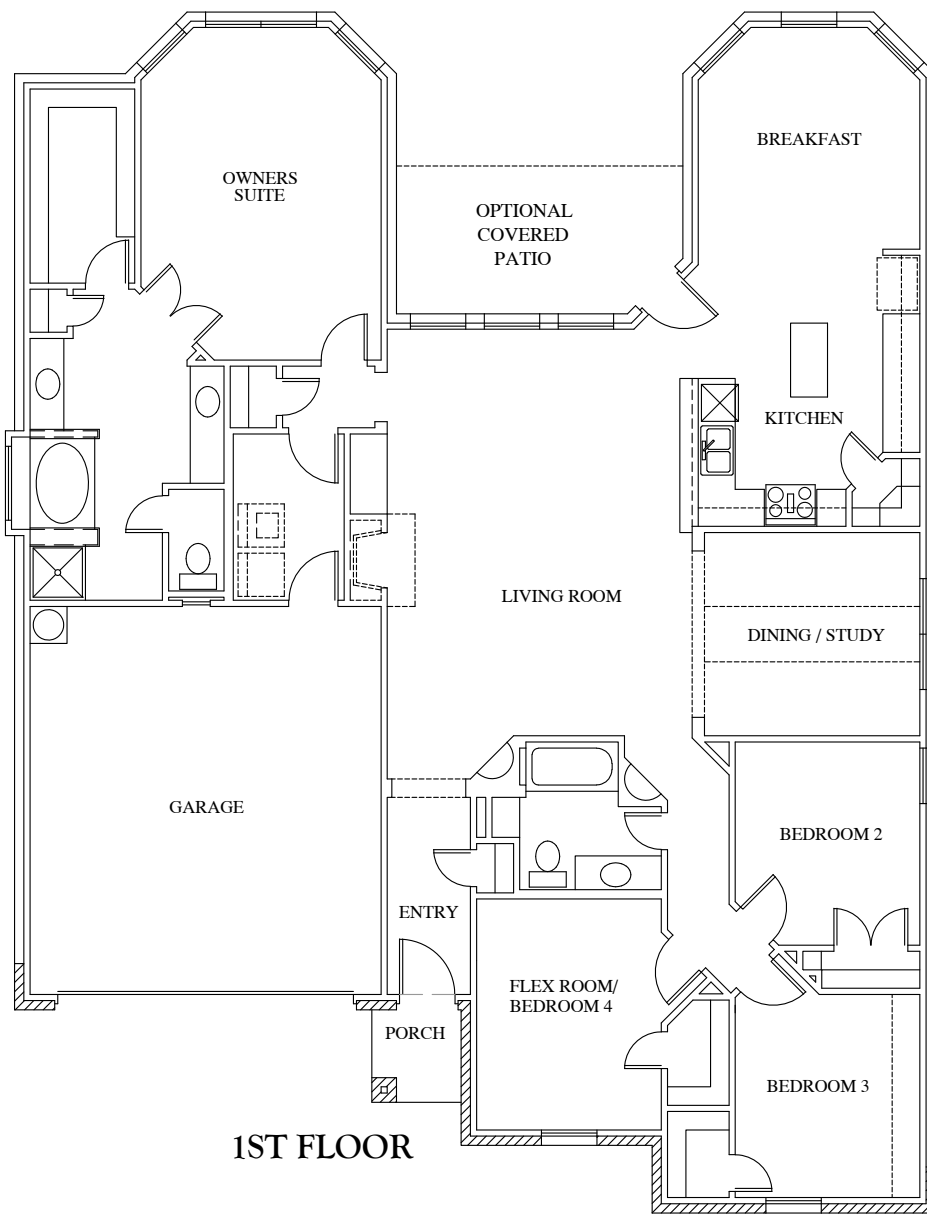 BREAKFAST
OWNERS
SUITE
OPTIONAL
COVERED
PATIO
KITCHEN
LIVING ROOM
DINING / STUDY
GARAGE
BEDROOM 2
ENTRY
FLEX ROOM/
BEDROOM 4
PORCH
BEDROOM 3
1ST FLOOR